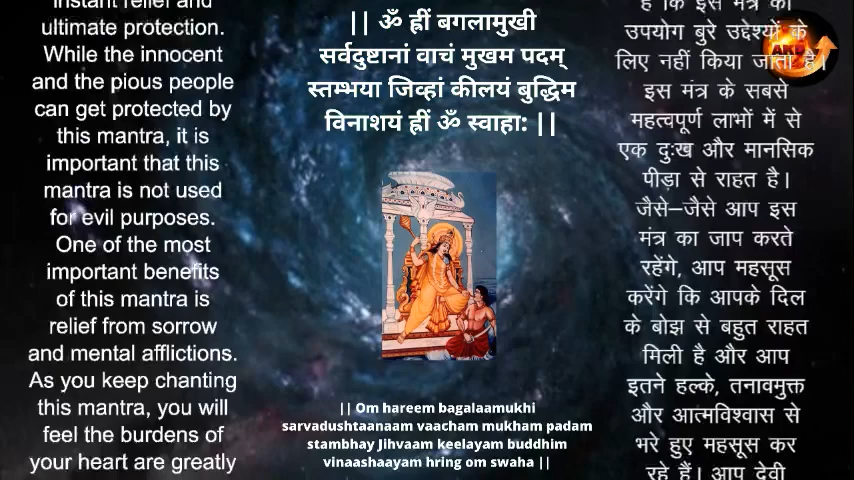 instant relief and
ultimate protection.
While the innocent
and the pious people
can get protected by
this mantra, it is
important that this
mantra is not used
for evil purposes.
One of the most
important benefits
of this mantra is
relief from sorrow
and mental afflictions.
As you keep chanting
this mantra, you will
feel the burdens of
your heart are greatly
|| ॐ ह्रीं बगलामुखी
सर्वदुष्टानां वाचं मुखम पदम्
स्तम्भया जिव्हां कीलयं बुद्धिम
विनाशयं ह्रीं ॐ स्वाहा: ||
|| Om hareem bagalaamukhi
sarvadushtaanaam vaacham mukham padam
stambhay Jihvaam keelayam buddhim
vinaashaayam hring om swaha ||
है कि इस मंत्र का
उपयोग बुरे उद्देश्यों के
लिए नहीं किया जाता है।
इस मंत्र के सबसे
महत्वपूर्ण लाभों में से
एक दुःख और मानसिक
पीड़ा से राहत है।
जैसे–जैसे आप इस
मंत्र का जाप करते
रहेंगे, आप महसूस
करेंगे कि आपके दिल
के बोझ से बहुत राहत
मिली है और आप
इतने हल्के, तनावमुक्त
और आत्मविश्वास से
भरे हुए महसूस कर
रहे हैं। आप देवी